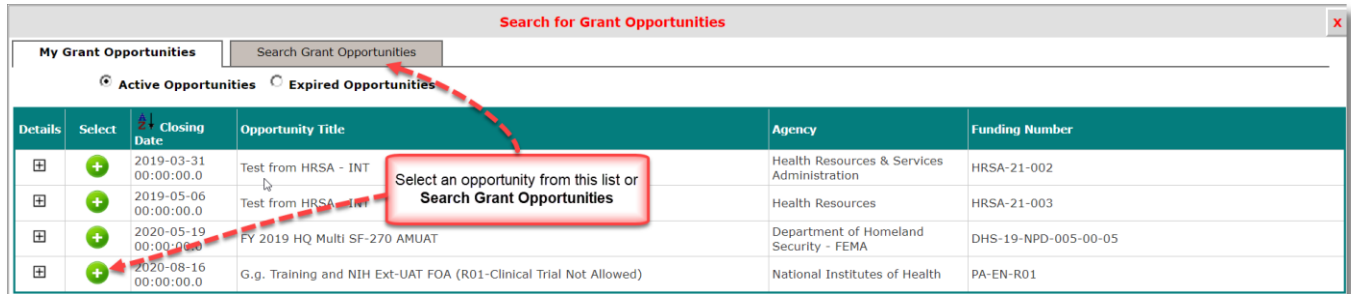 Search for Grant Opportunities
x
My Grant Opportunities
Search Grant Opportunities
Active Opportunities Expired Opportunities
Details Select Closing Date Opportunity Title Agency Funding Number
2019-03-31 00:00:00.0 Test from HRSA - INT Health Resources & Services Administration HRSA-21-002
2019-05-06 00:00:00.0 Test from HRSA - INT Health Resources HRSA-21-003
2020-05-19 00:00:00.0 FY 2019 HQ Multi SF-270 AMUAT Department of Homeland Security - FEMA DHS-19-NPD-005-00-05
2020-08-16 00:00:00.0 G.g. Training and NIH Ext-UAT FOA (R01-Clinical Trial Not Allowed) National Institutes of Health PA-EN-R01
Select an opportunity from this list or
Search Grant Opportunities